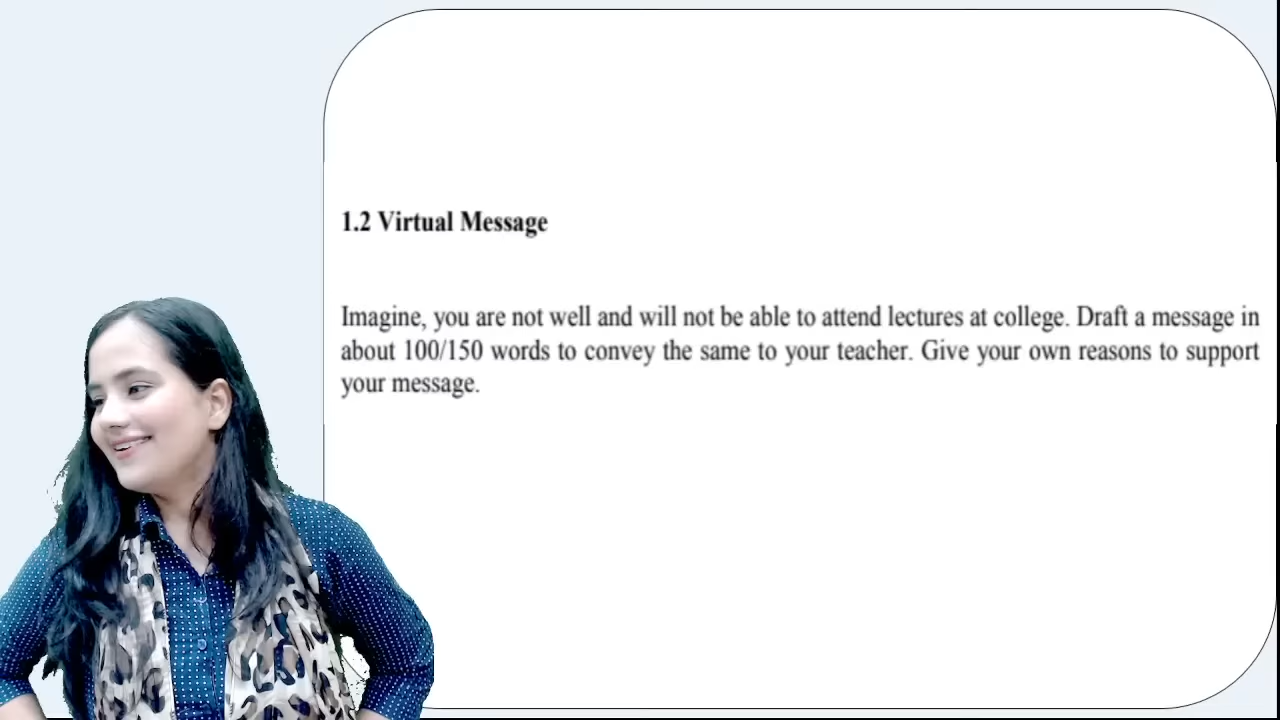 1.2 Virtual Message
Imagine, you are not well and will not be able to attend lectures at college. Draft a message in
about 100/150 words to convey the same to your teacher. Give your own reasons to support
your message.